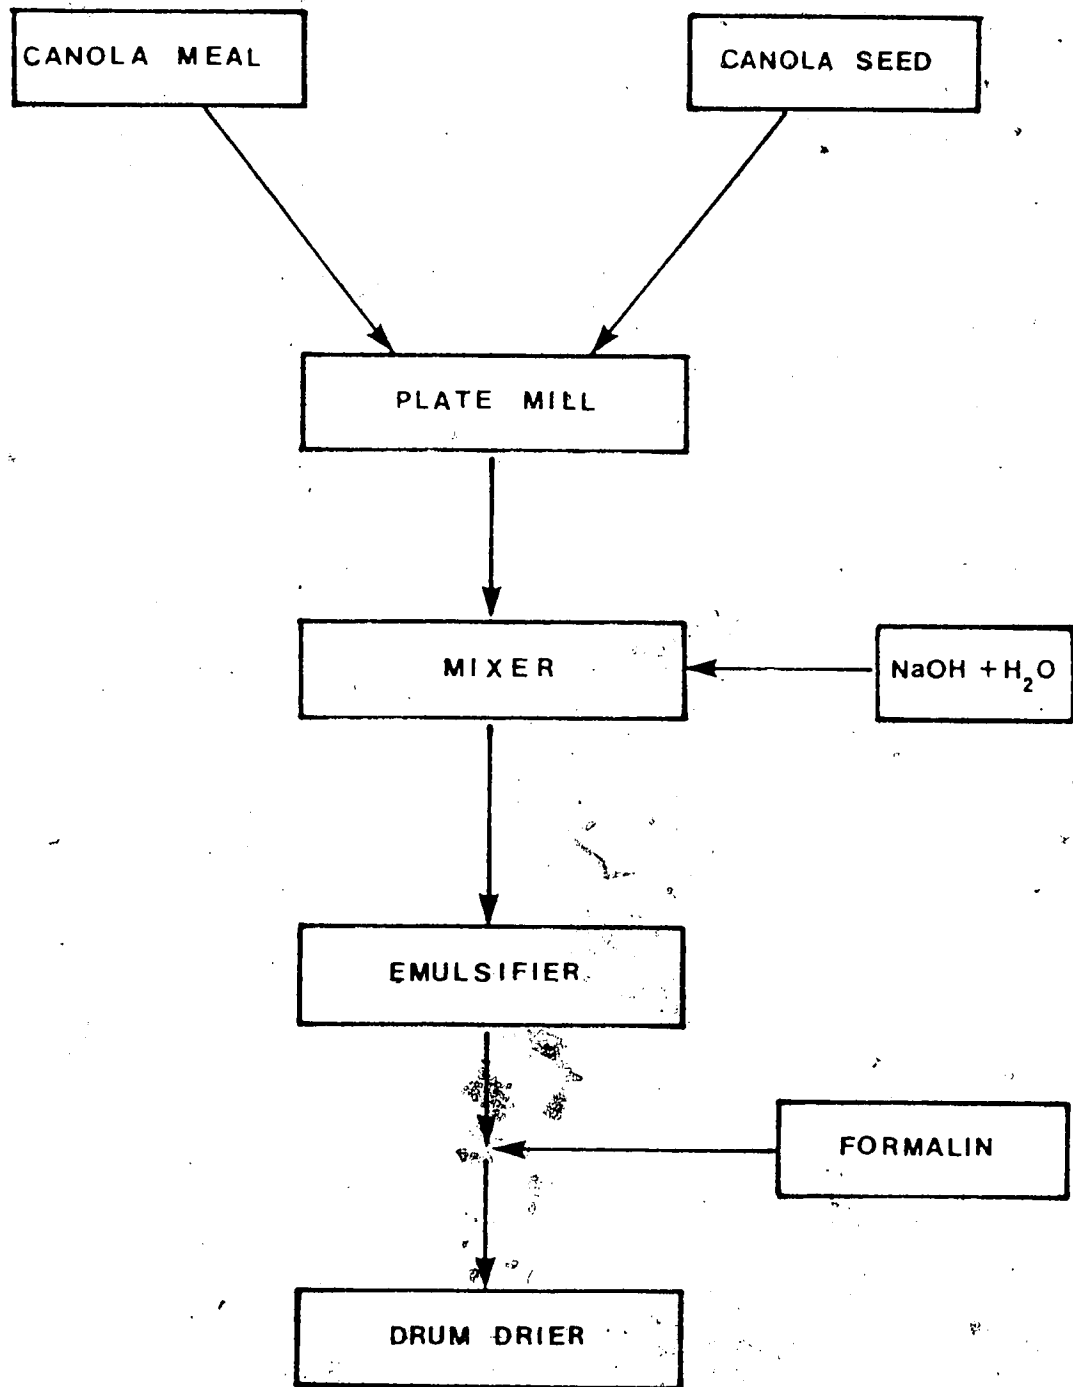 CANOLA MEAL
CANOLA SEED
PLATE MILL
MIXER
NaOH + H₂O
EMULSIFIER
FORMALIN
DRUM DRIER